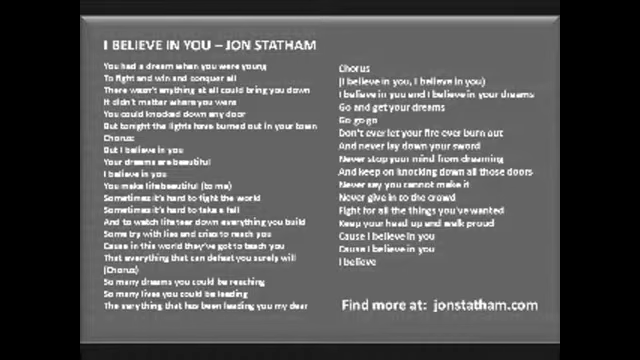 I BELIEVE IN YOU – JON STATHAM
You had a dream when you were young
To fight and win and conquer all
There wasn't anything at all could bring you down
It didn't matter where you were
You could knocked down any door
But tonight the lights have burned out in your town
Chorus:
But I believe in you
Your dreams are beautiful
I believe in you
You make life beautiful (to me)
Sometimes it's hard to fight the world
Sometimes it's hard to take a fall
And to watch life tear down everything you build
Some try with lies and cries to teach you
Cause in this world they've got to teach you
That everything that can defeat you surely will
(Chorus)
So many dreams you could be reaching
So many lives you could be leading
The everything that has been leading you my dear
Chorus
(I believe in you, I believe in you)
I believe in you and I believe in your dreams
Go and get your dreams
Go go go
Don't ever let your fire ever burn out
And never lay down your sword
Never stop your mind from dreaming
And keep on knocking down all those doors
Never say you cannot make it
Never give in to the crowd
Fight for all the things you've wanted
Keep your head up and walk proud
Cause I believe in you
Cause I believe in you
I believe
Find more at: jonstatham.com